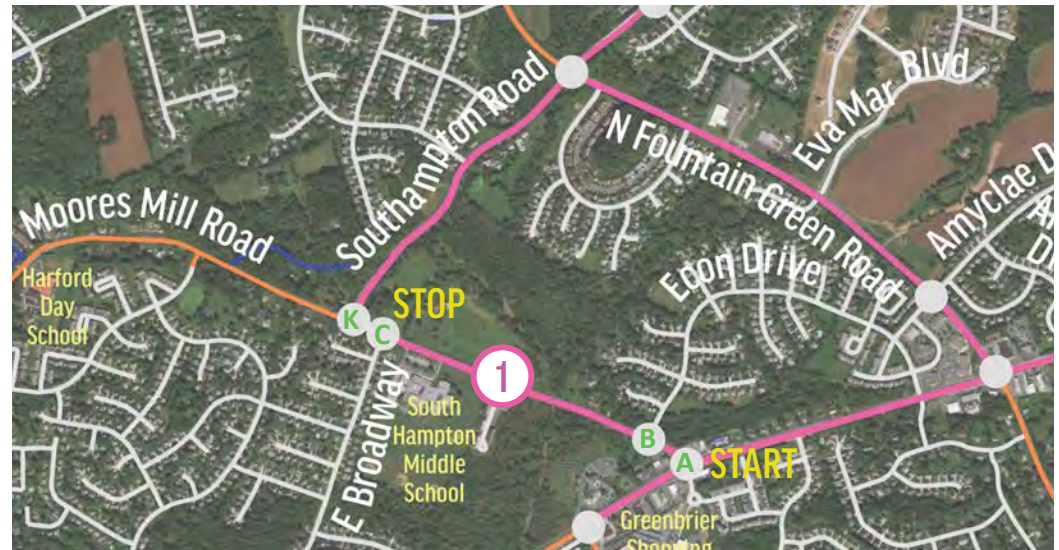 Southampton Road
N Fountain Green Road
Eva Mar Blvd
Amyclae
Moores Mill Road
Harford
Day
School
K
C
STOP
Econ Drive
1
E Broadway
South
Hampton
Middle
School
B
A
START
Greenbrier